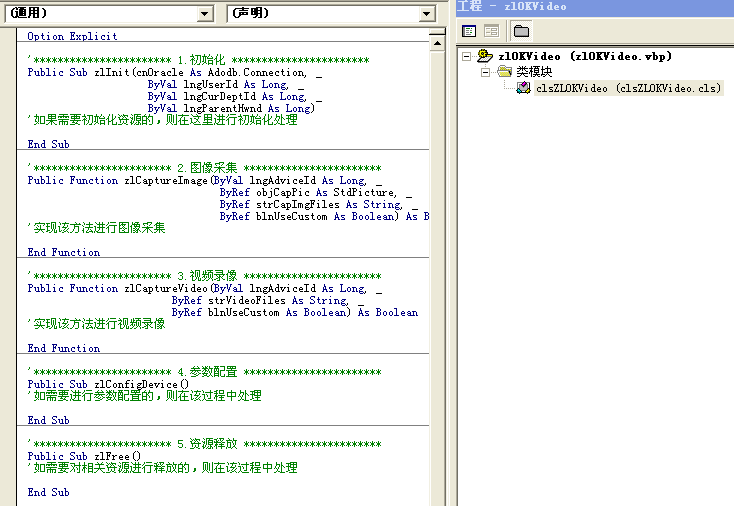 (通用)
(声明)
Option Explicit
'*********************** 1.初始化 ***********************
Public Sub zlInit(cnOracle As Adodb.Connection, _
ByVal lngUserId As Long, _
ByVal lngCurDeptId As Long, _
ByVal lngParentHwnd As Long)
'如果需要初始化资源的，则在这里进行初始化处理
End Sub
'*********************** 2.图像采集 ***********************
Public Function zlCaptureImage(ByVal lngAdviceId As Long, _
ByRef objCapPic As StdPicture, _
ByRef strCapImgFiles As String, _
ByRef blnUseCustom As Boolean) As B
'实现该方法进行图像采集
End Function
'*********************** 3.视频录像 ***********************
Public Function zlCaptureVideo(ByVal lngAdviceId As Long, _
ByRef strVideoFiles As String, _
ByRef blnUseCustom As Boolean) As Boolean
'实现该方法进行视频录像
End Function
'*********************** 4.参数配置 ***********************
Public Sub zlConfigDevice()
'如需要进行参数配置的，则在该过程中处理
End Sub
'*********************** 5.资源释放 ***********************
Public Sub zlFree()
'如需要对相关资源进行释放的，则在该过程中处理
End Sub
工程 - zlOKVideo
zlOKVideo (zlOKVideo.vbp)
类模块
clsZLOKVideo (clsZLOKVideo.cls)